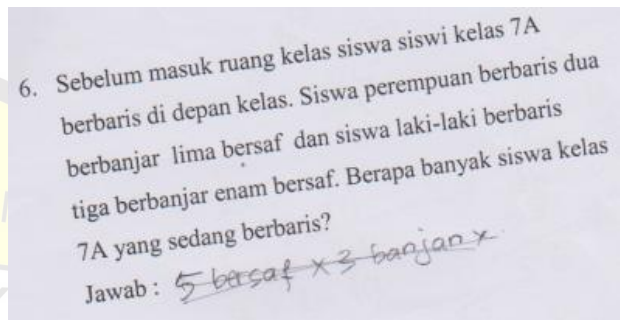 6. Sebelum masuk ruang kelas siswa siswi kelas 7A
berbaris di depan kelas. Siswa perempuan berbaris dua
berbanjar lima bersaf dan siswa laki-laki berbaris
tiga berbanjar enam bersaf. Berapa banyak siswa kelas
7A yang sedang berbaris?
Jawab : 5 bersaf x 3 banjan x